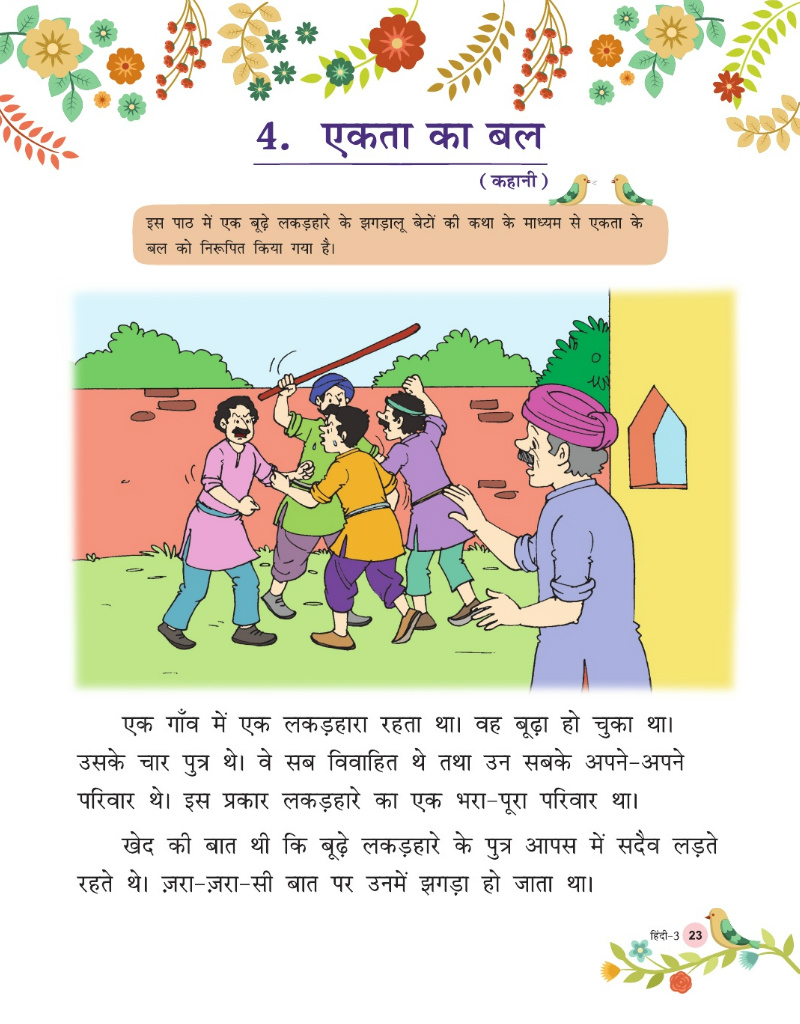 4. एकता का बल
( कहानी )
इस पाठ में एक बूढ़े लकड़हारे के झगड़ालू बेटों की कथा के माध्यम से एकता के
बल को निरूपित किया गया है।
एक गाँव में एक लकड़हारा रहता था। वह बूढ़ा हो चुका था।
उसके चार पुत्र थे। वे सब विवाहित थे तथा उन सबके अपने-अपने
परिवार थे। इस प्रकार लकड़हारे का एक भरा-पूरा परिवार था।
खेद की बात थी कि बूढ़े लकड़हारे के पुत्र आपस में सदैव लड़ते
रहते थे। ज़रा-ज़रा-सी बात पर उनमें झगड़ा हो जाता था।
हिंदी-3 23